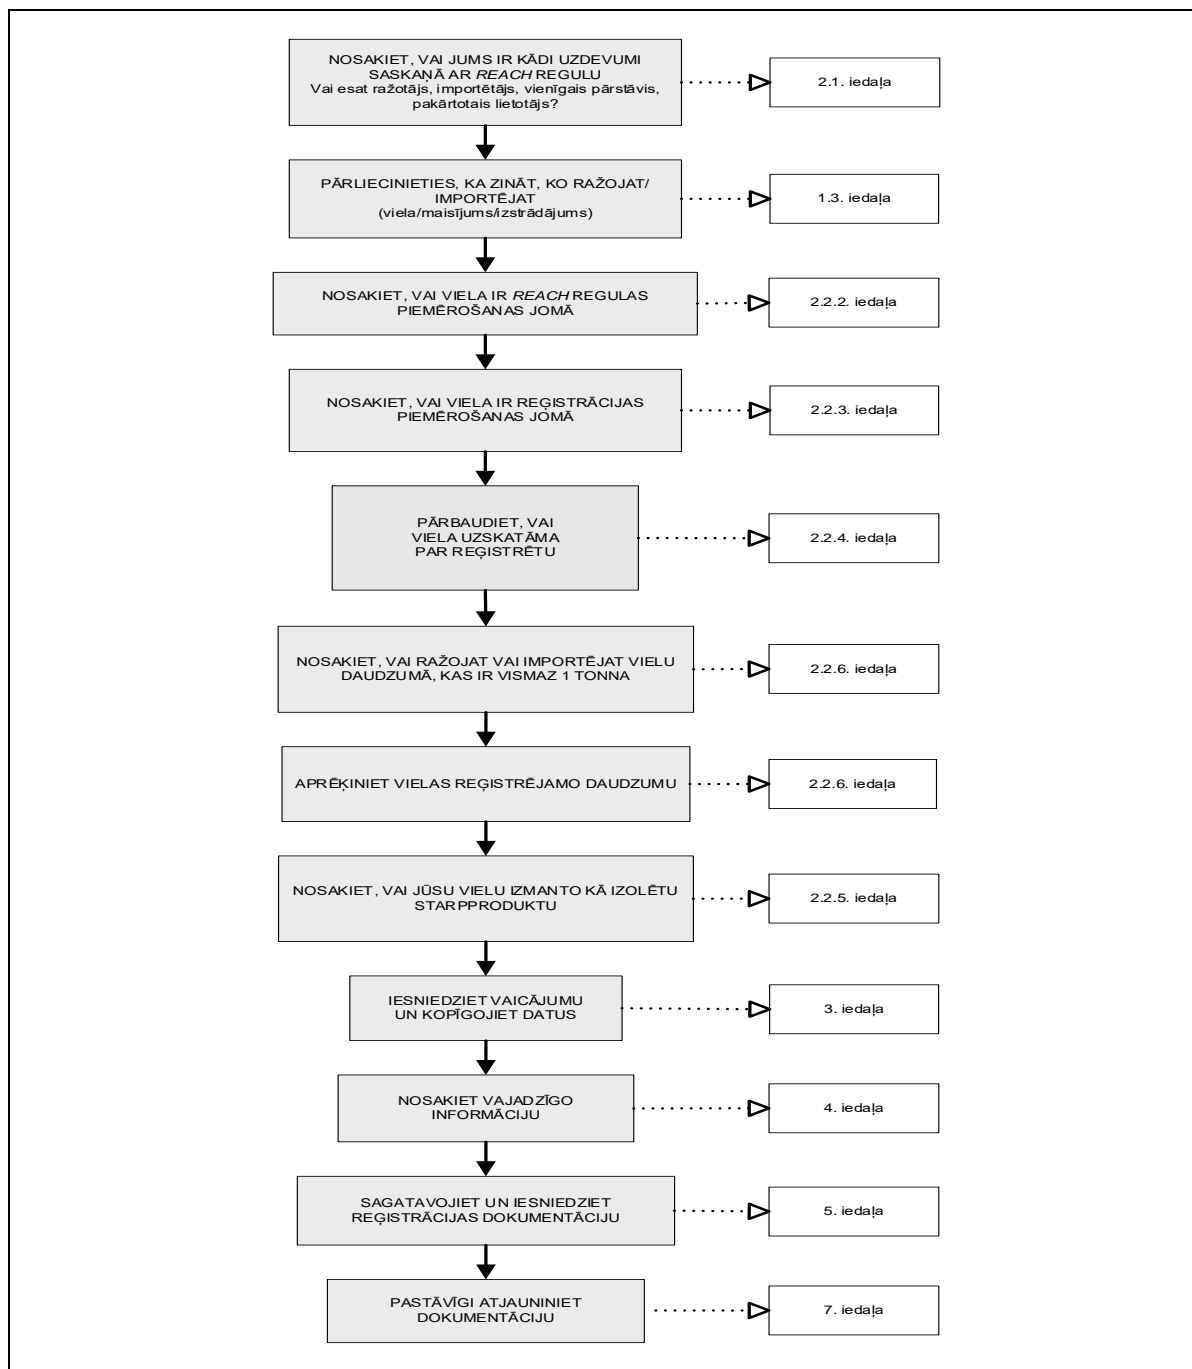 NOSAKIET, VAI JUMS IR KĀDI UZDEVUMI
SASKAŅĀ AR REACH REGULU
Vai esat ražotājs, importētājs, vienīgais pārstāvis,
pakārtotais lietotājs?
2.1. iedaļa
PĀRLIECINIETIES, KA ZINĀT, KO RAŽOJAT/
IMPORTĒJAT
(viela/maisījums/izstrādājums)
1.3. iedaļa
NOSAKIET, VAI VIELA IR REACH REGULAS
PIEMĒROŠANAS JOMĀ
2.2.2. iedaļa
NOSAKIET, VAI VIELA IR REĢISTRĀCIJAS
PIEMĒROŠANAS JOMĀ
2.2.3. iedaļa
PĀRBAUDIET, VAI
VIELA UZSKATĀMA
PAR REĢISTRĒTU
2.2.4. iedaļa
NOSAKIET, VAI RAŽOJAT VAI IMPORTĒJAT VIELU
DAUDZUMĀ, KAS IR VISMAZ 1 TONNA
2.2.6. iedaļa
APRĒĶINIET VIELAS REĢISTRĒJAMO DAUDZUMU
2.2.6. iedaļa
NOSAKIET, VAI JŪSU VIELU IZMANTO KĀ IZOLĒTU
STARPPRODUKTU
2.2.5. iedaļa
IESNIEDZIET VAICĀJUMU
UN KOPĪGOJIET DATUS
3. iedaļa
NOSAKIET VAJADZĪGO
INFORMĀCIJU
4. iedaļa
SAGATAVOJIET UN IESNIEDZIET
REĢISTRĀCIJAS DOKUMENTĀCIJU
5. iedaļa
PASTĀVĪGI ATJAUNINIET
DOKUMENTĀCIJU
7. iedaļa